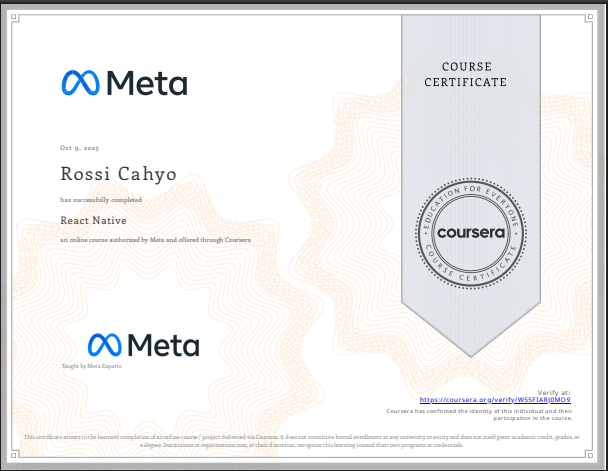 Meta
COURSE
CERTIFICATE
Oct 9, 2025
Rossi Cahyo
has successfully completed
React Native
an online course authorized by Meta and offered through Coursera
EDUCATION FOR EVERYONE
coursera
COURSE CERTIFICATE
Meta
Taught by Meta Experts
Verify at:
https://coursera.org/verify/W5SFIARJ0MO9
Coursera has confirmed the identity of this individual and their
participation in the course.
This certificate attests to the learner's completion of an online course / project delivered via Coursera. It does not constitute formal enrollment at any university or entity and does not itself grant academic credit, grades, or
a degree. Institutions or organizations may, at their discretion, recognize this learning toward their own programs or credentials.